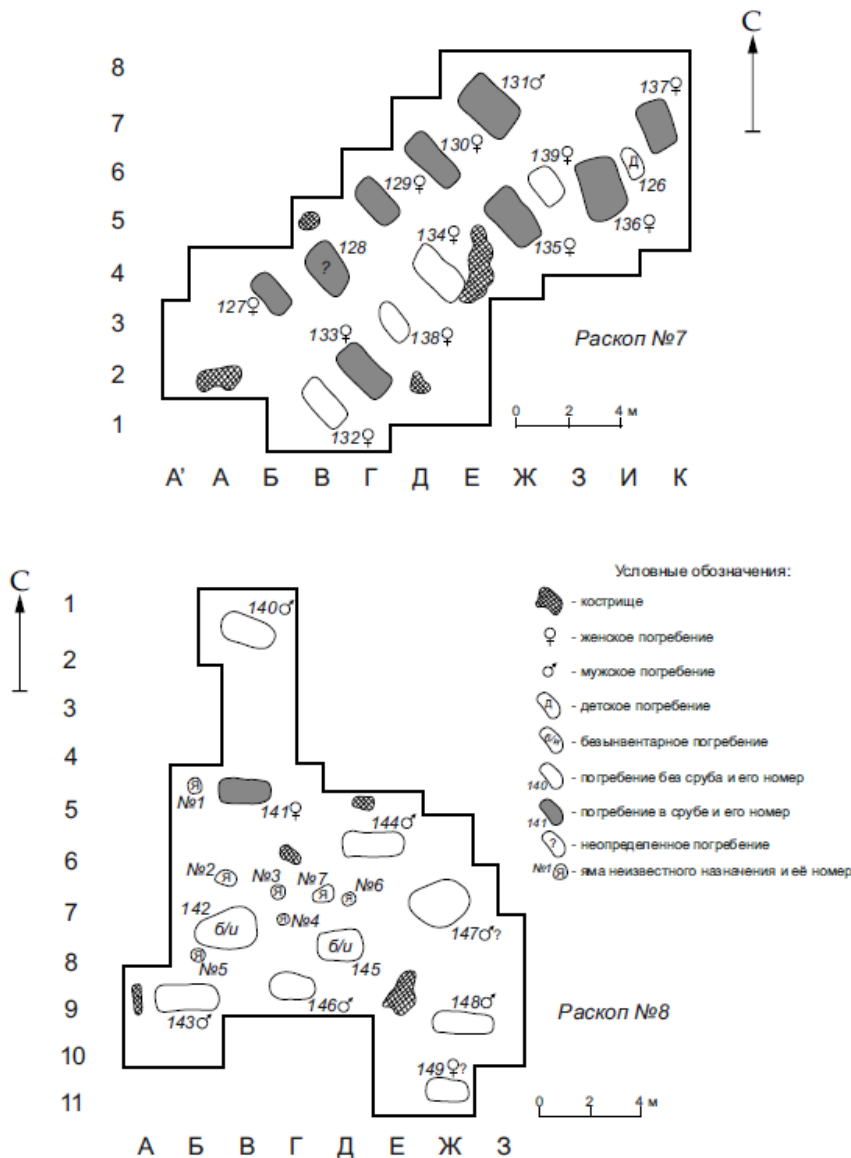 С
8
131♂
137♀
7
130♀
139♀
6
129♀
Д
126
5
134♀
128
135♀
136♀
4
?
127♀
3
133♀
138♀
Раскоп №7
2
0 2 4 м
1
132♀
А' А Б В Г Д Е Ж З И К
С
Условные обозначения:
1
140♂
- кострище
2
♀ - женское погребение
♂ - мужское погребение
3
Д - детское погребение
б/и - безынвентарное погребение
4
140 - погребение без сруба и его номер
Я
№1
141♀
5
144♂
141 - погребение в срубе и его номер
6
? - неопределенное погребение
№1 Я - яма неизвестного назначения и её номер
№2 Я
№3 Я
№7 Я
№6 Я
7
142
б/и
Я №4
147♂?
8
б/и
145
Я
№5
9
143♂
146♂
148♂
Раскоп №8
10
149♀?
11
0 2 4 м
А Б В Г Д Е Ж З